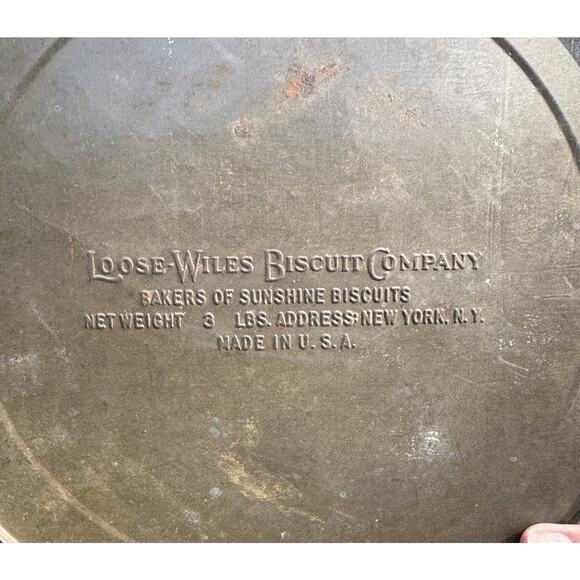 LOOSE-WILES BISCUIT COMPANY
BAKERS OF SUNSHINE BISCUITS
NET WEIGHT 3 LBS. ADDRESS NEW YORK. N.Y.
MADE IN U.S.A.